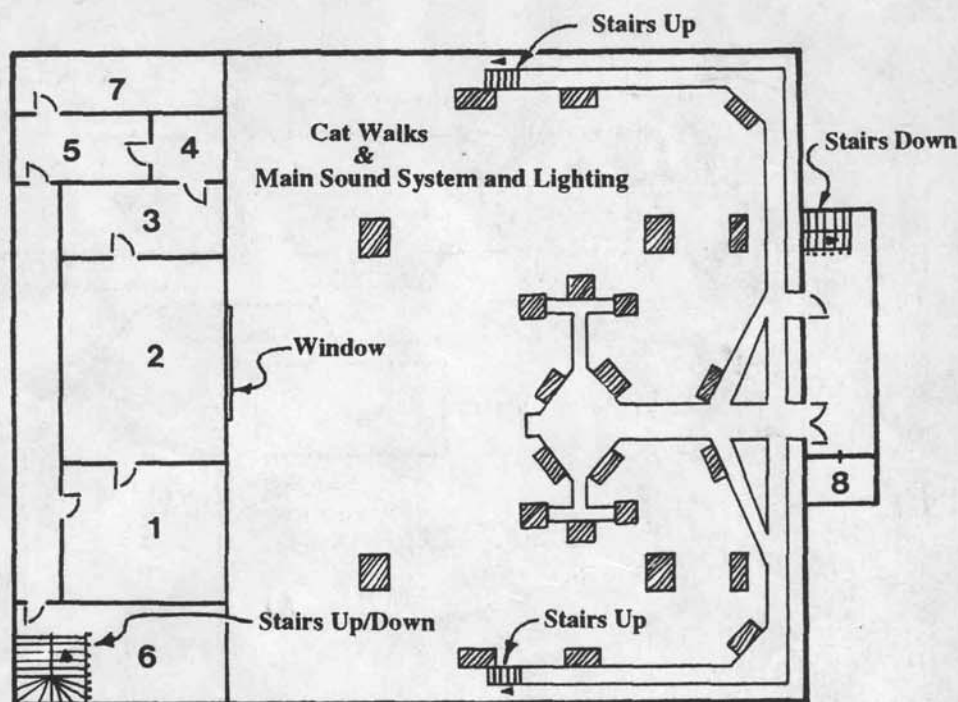 Stairs Up
7
Cat Walks
&
Main Sound System and Lighting
5
4
Stairs Down
3
2
Window
8
1
Stairs Up/Down
Stairs Up
6